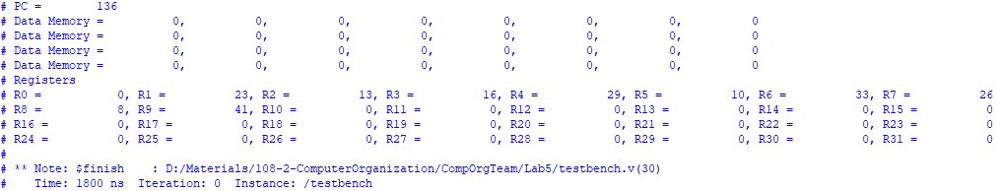 # PC =       136
# Data Memory =          0,          0,          0,          0,          0,          0,          0,          0
# Data Memory =          0,          0,          0,          0,          0,          0,          0,          0
# Data Memory =          0,          0,          0,          0,          0,          0,          0,          0
# Data Memory =          0,          0,          0,          0,          0,          0,          0,          0
# Registers
# R0 =          0, R1 =         23, R2 =         13, R3 =         16, R4 =         29, R5 =         10, R6 =         33, R7 =         26
# R8 =          8, R9 =         41, R10 =         0, R11 =         0, R12 =         0, R13 =         0, R14 =         0, R15 =         0
# R16 =         0, R17 =         0, R18 =         0, R19 =         0, R20 =         0, R21 =         0, R22 =         0, R23 =         0
# R24 =         0, R25 =         0, R26 =         0, R27 =         0, R28 =         0, R29 =         0, R30 =         0, R31 =         0
#
# ** Note: $finish    : D:/Materials/108-2-ComputerOrganization/CompOrgTeam/Lab5/testbench.v(30)
#    Time: 1800 ns  Iteration: 0  Instance: /testbench